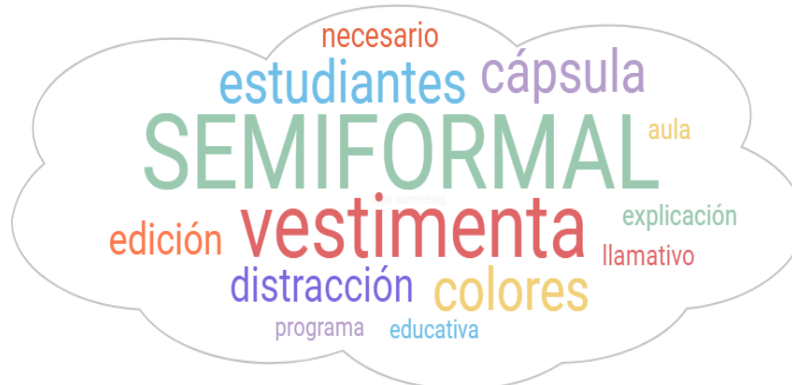 necesario
estudiantes cápsula
SEMIFORMAL aula
edición vestimenta explicación
llamativo
distracción colores
programa educativa